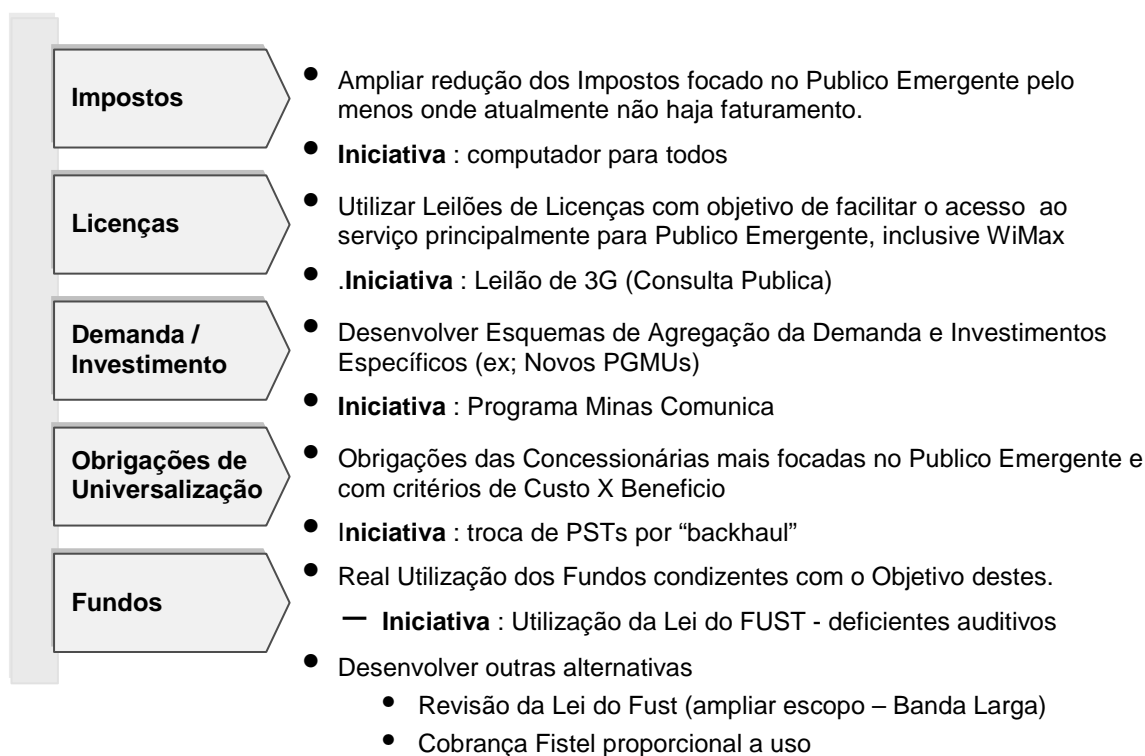 Impostos
• Ampliar redução dos Impostos focado no Publico Emergente pelo
menos onde atualmente não haja faturamento.
• Iniciativa : computador para todos
Licenças
• Utilizar Leilões de Licenças com objetivo de facilitar o acesso ao
serviço principalmente para Publico Emergente, inclusive WiMax
• .Iniciativa : Leilão de 3G (Consulta Publica)
Demanda /
Investimento
• Desenvolver Esquemas de Agregação da Demanda e Investimentos
Específicos (ex; Novos PGMUs)
• Iniciativa : Programa Minas Comunica
Obrigações de
Universalização
• Obrigações das Concessionárias mais focadas no Publico Emergente e
com critérios de Custo X Beneficio
• Iniciativa : troca de PSTs por “backhaul”
Fundos
• Real Utilização dos Fundos condizentes com o Objetivo destes.
– Iniciativa : Utilização da Lei do FUST - deficientes auditivos
• Desenvolver outras alternativas
• Revisão da Lei do Fust (ampliar escopo – Banda Larga)
• Cobrança Fistel proporcional a uso